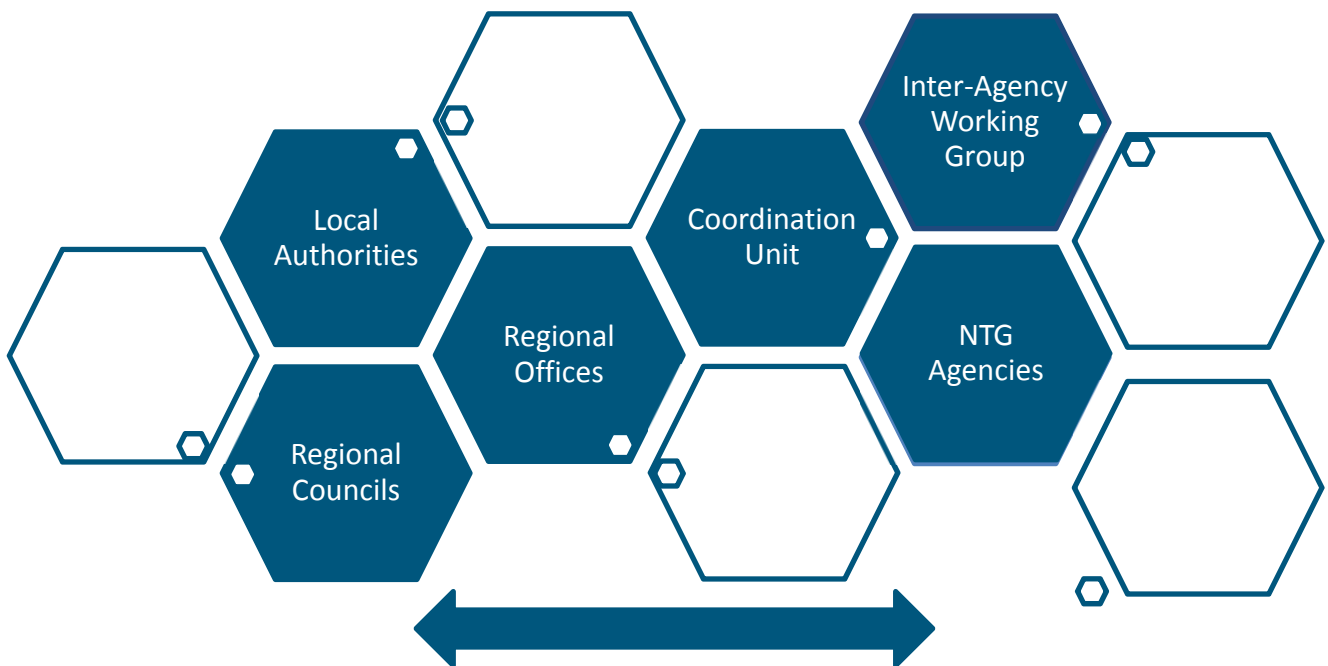 Local
Authorities
Regional
Councils
Regional
Offices
Coordination
Unit
Inter-Agency
Working
Group
NTG
Agencies